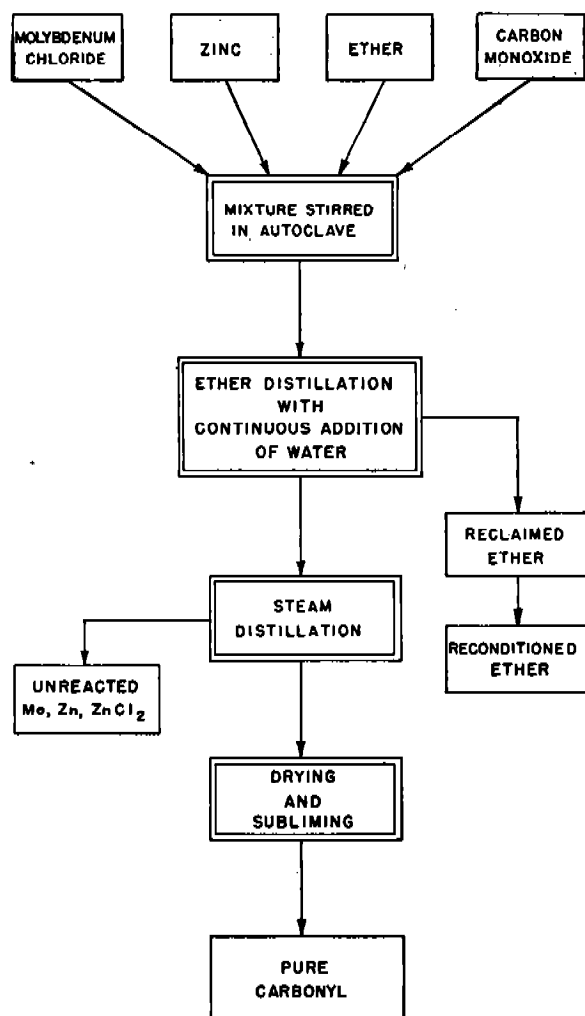 MOLYBDENUM
CHLORIDE
ZINC
ETHER
CARBON
MONOXIDE
MIXTURE STIRRED
IN AUTOCLAVE
ETHER DISTILLATION
WITH
CONTINUOUS ADDITION
OF WATER
RECLAIMED
ETHER
STEAM
DISTILLATION
RECONDITIONED
ETHER
UNREACTED
Mo, Zn, ZnCl₂
DRYING
AND
SUBLIMING
PURE
CARBONYL